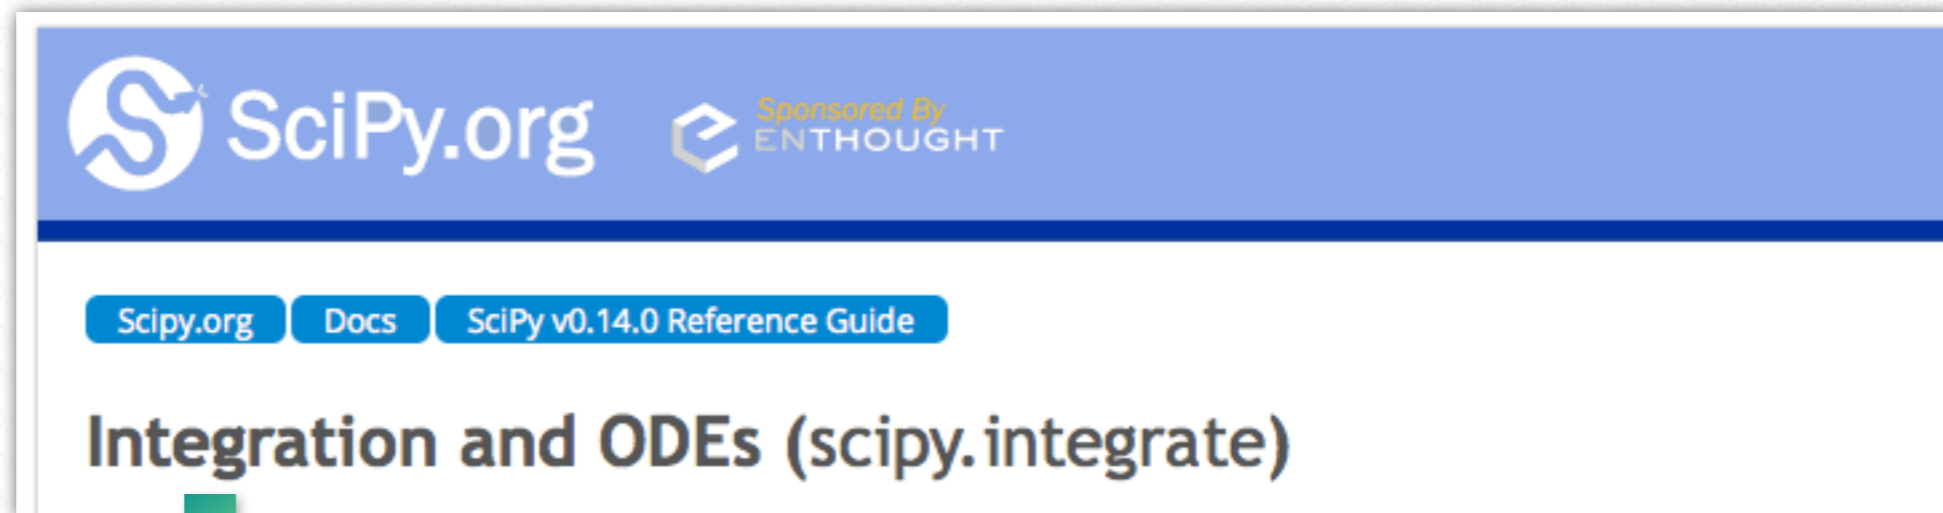 SciPy.org
Sponsored By
ENTHOUGHT
Scipy.org Docs SciPy v0.14.0 Reference Guide
Integration and ODEs (scipy.integrate)